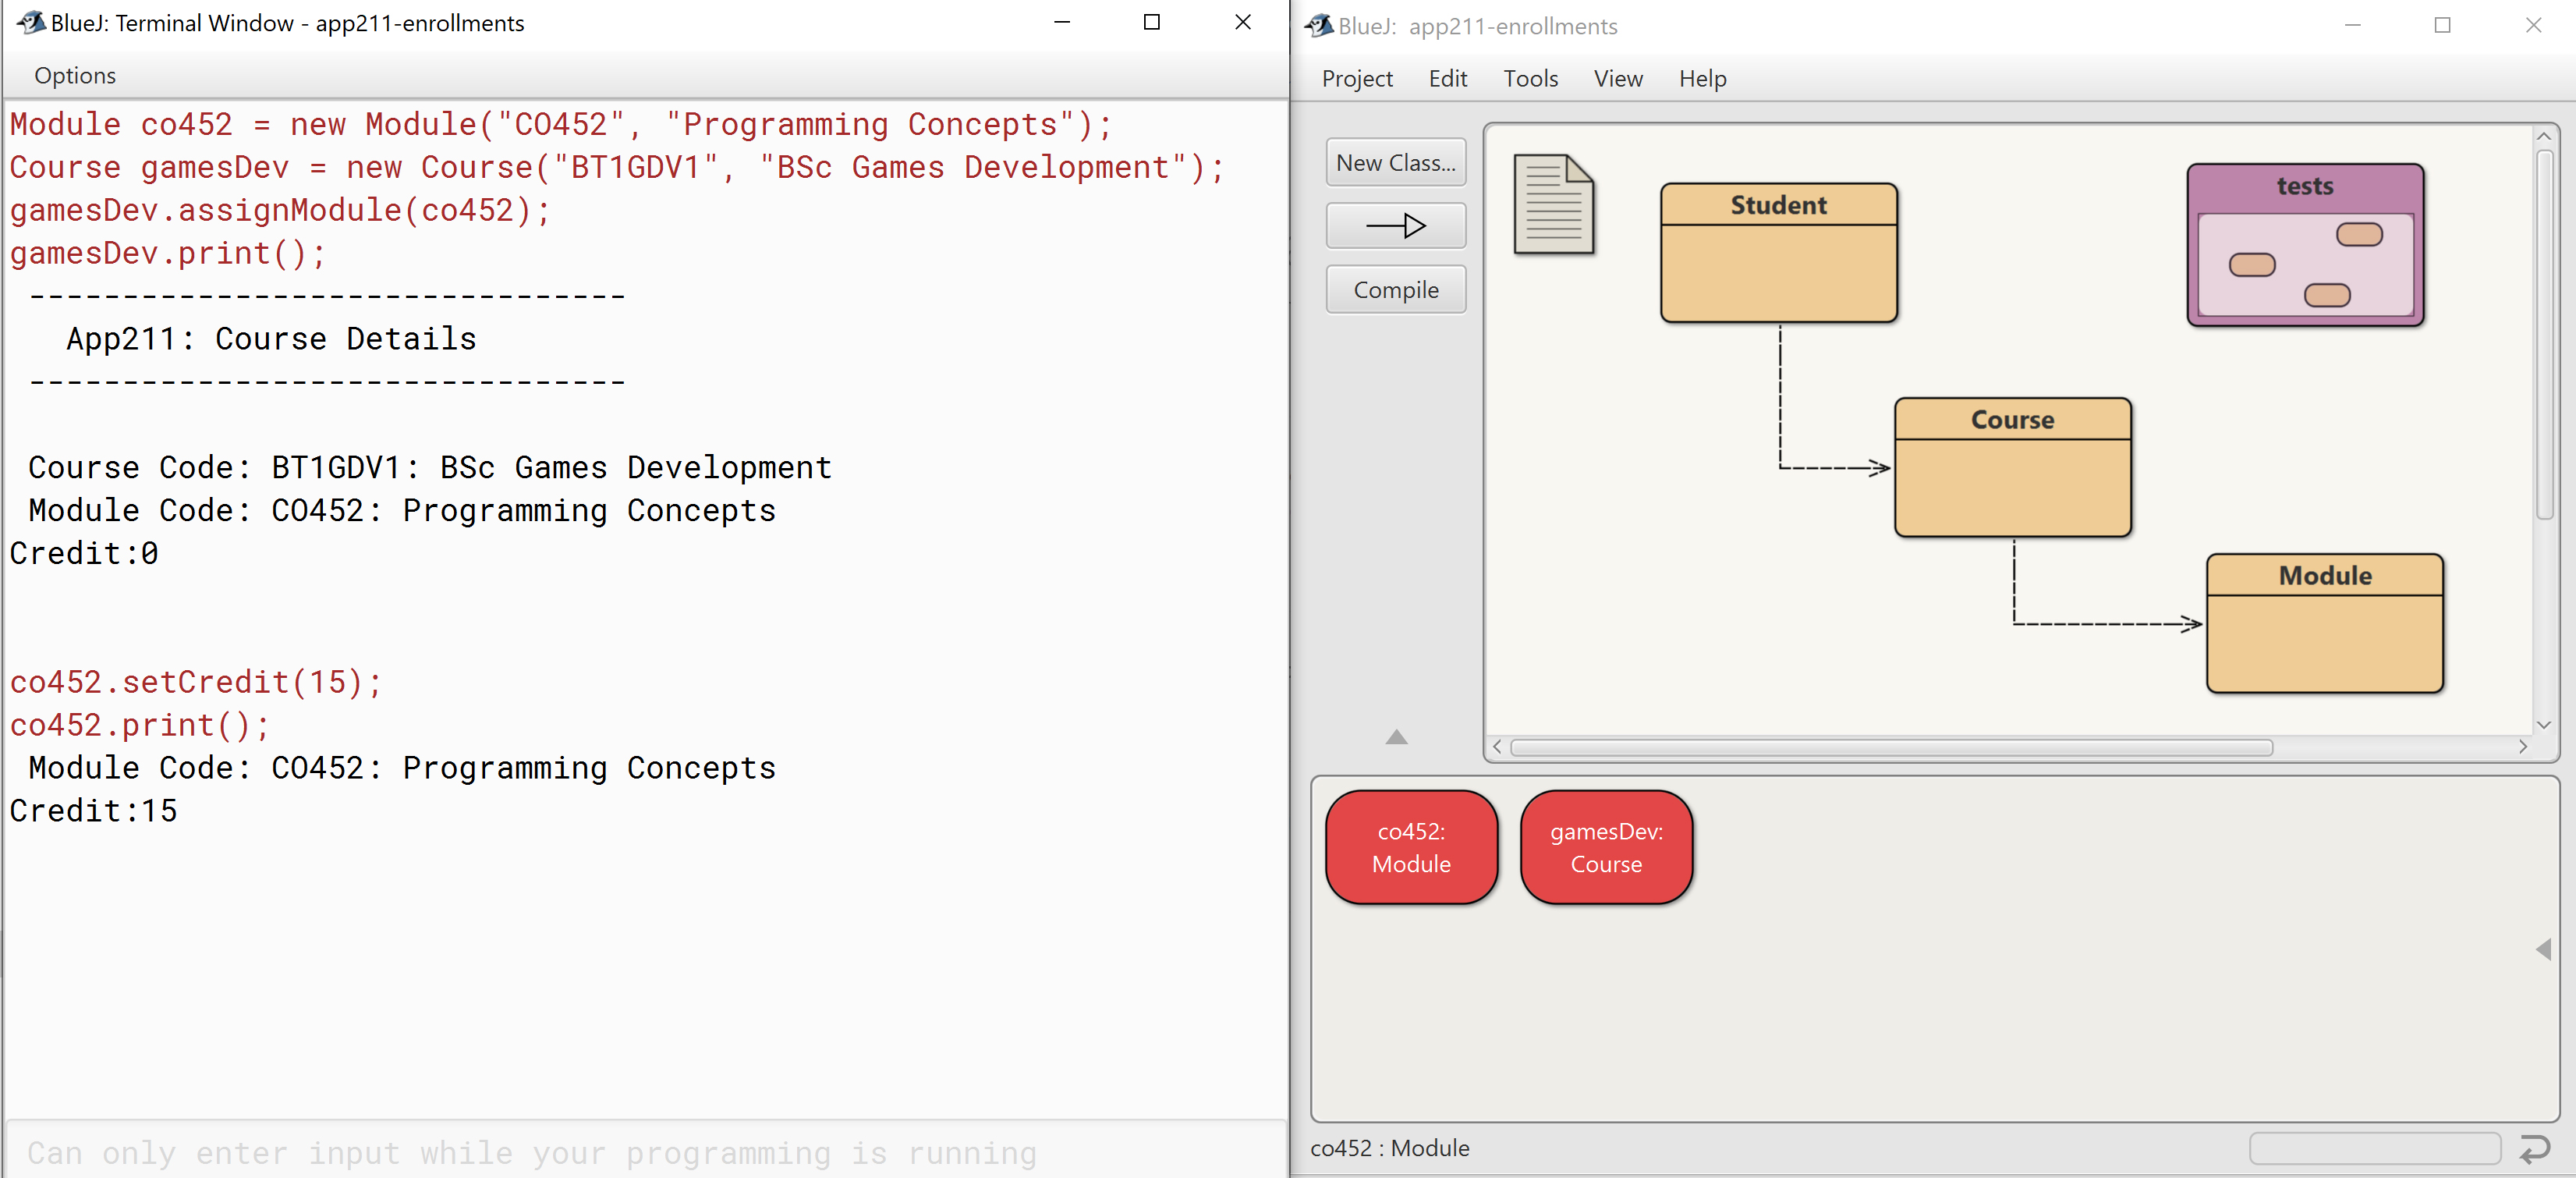 BlueJ: Terminal Window - app211-enrollments
Options
Module co452 = new Module("CO452", "Programming Concepts");
Course gamesDev = new Course("BT1GDV1", "BSc Games Development");
gamesDev.assignModule(co452);
gamesDev.print();
--------------------------------
App211: Course Details
--------------------------------
Course Code: BT1GDV1: BSc Games Development
Module Code: CO452: Programming Concepts
Credit:0
co452.setCredit(15);
co452.print();
Module Code: CO452: Programming Concepts
Credit:15
Can only enter input while your programming is running
BlueJ: app211-enrollments
Project Edit Tools View Help
New Class...
Compile
Student
tests
Course
Module
co452:
Module
gamesDev:
Course
co452 : Module